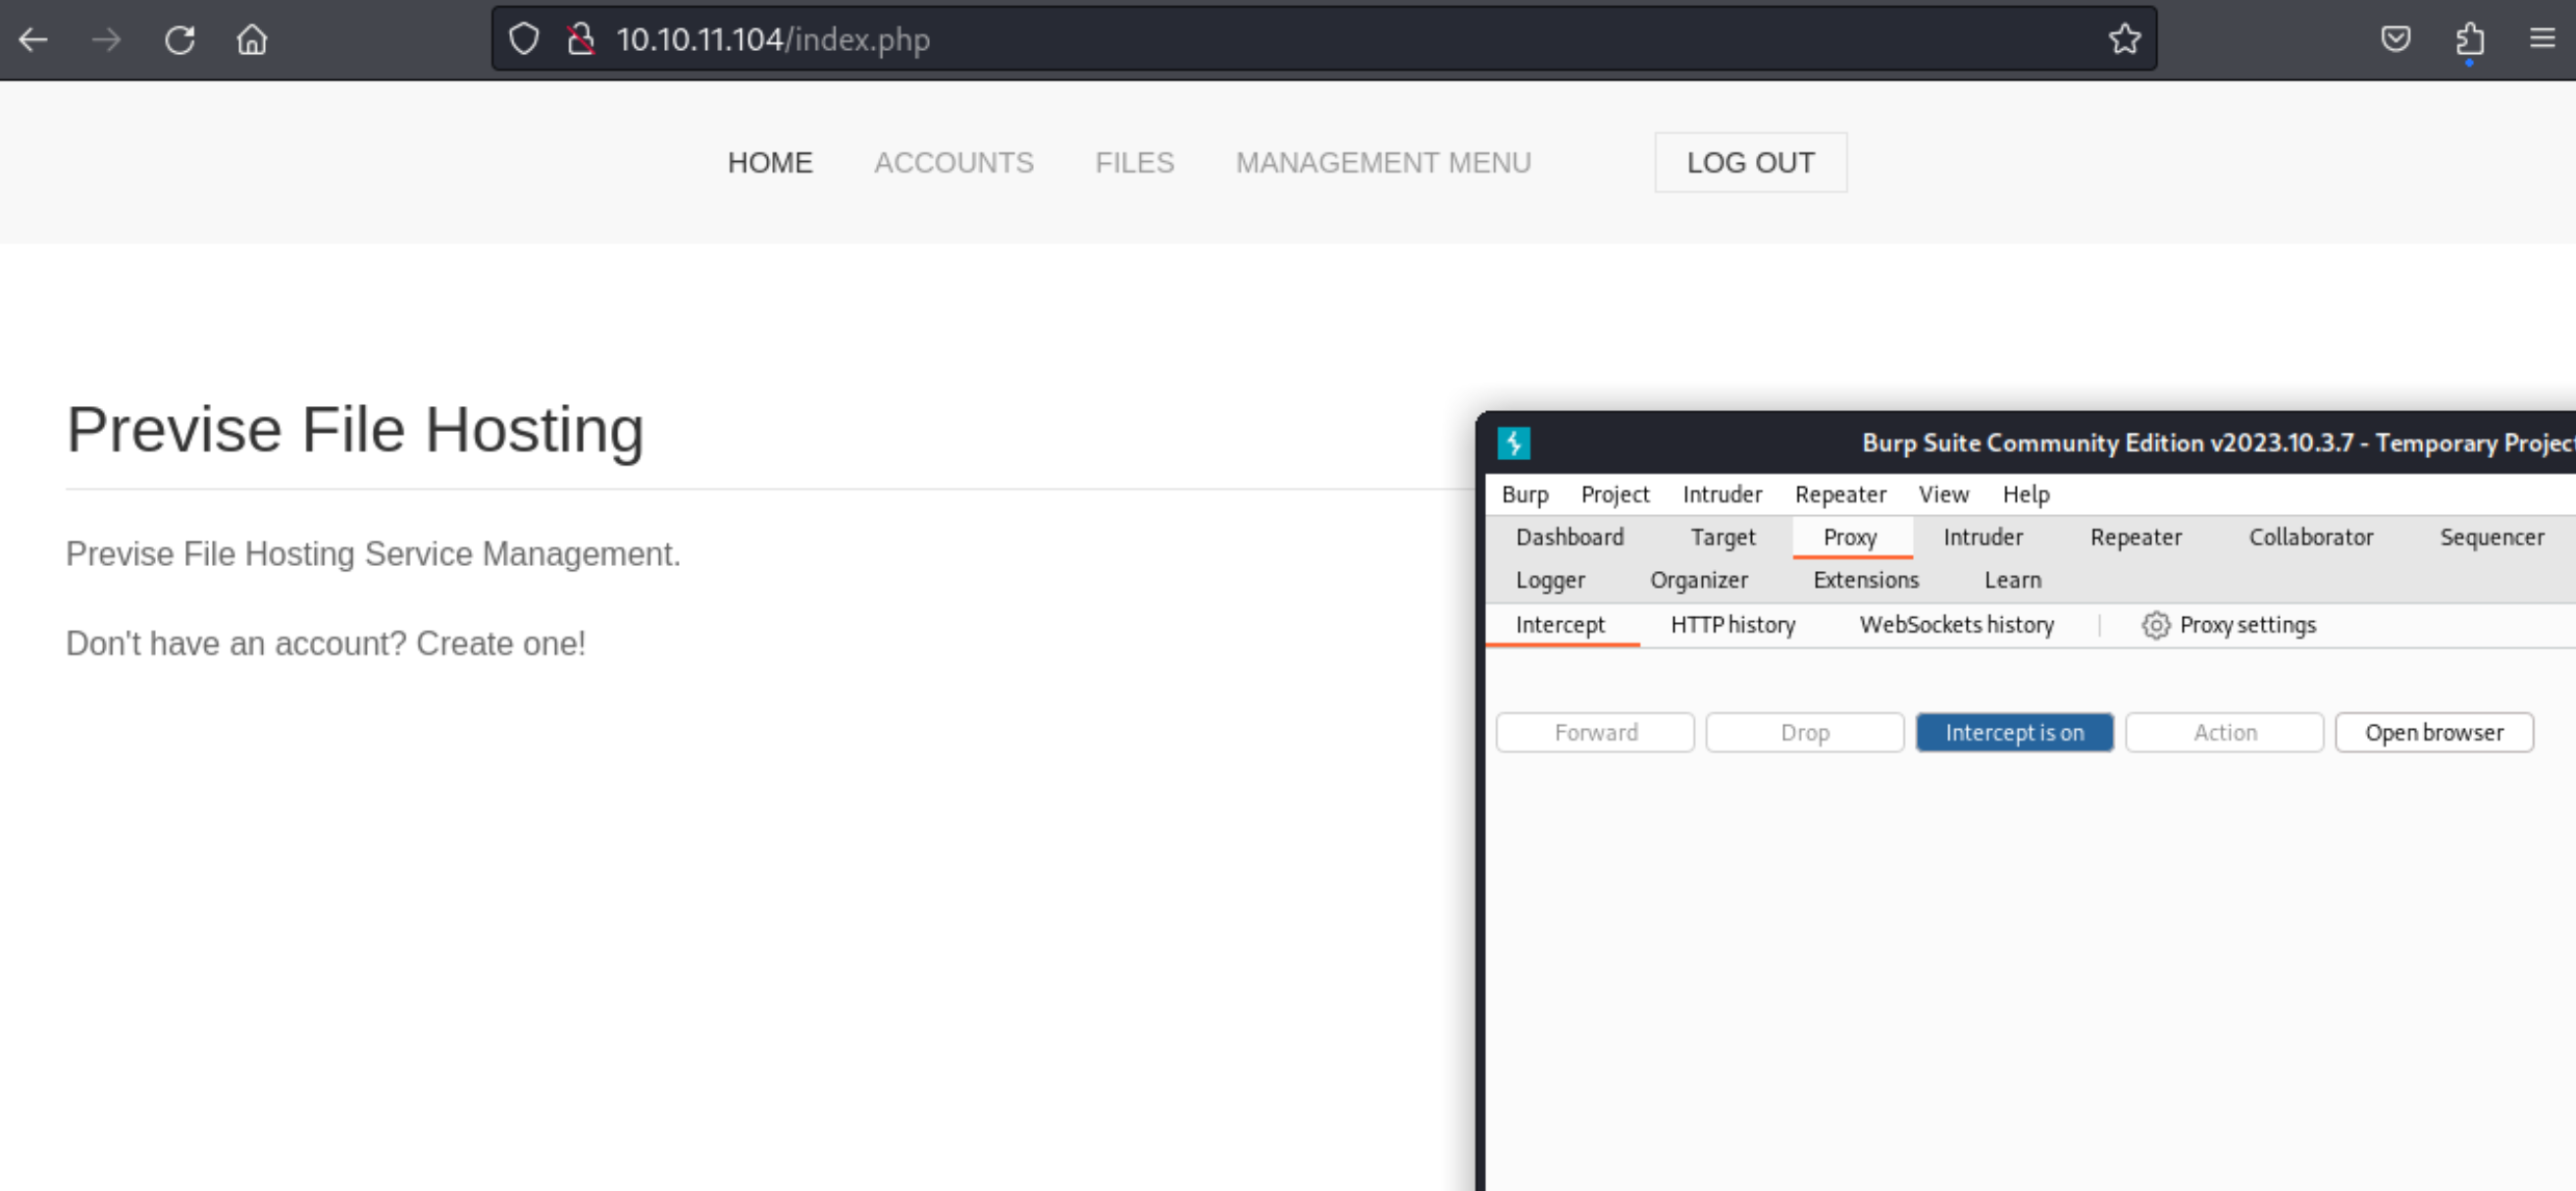 10.10.11.104/index.php
HOME ACCOUNTS FILES MANAGEMENT MENU LOG OUT
Previse File Hosting
Previse File Hosting Service Management.
Don't have an account? Create one!
Burp Suite Community Edition v2023.10.3.7 - Temporary Project
Burp Project Intruder Repeater View Help
Dashboard Target Proxy Intruder Repeater Collaborator Sequencer
Logger Organizer Extensions Learn
Intercept HTTP history WebSockets history Proxy settings
Forward Drop Intercept is on Action Open browser